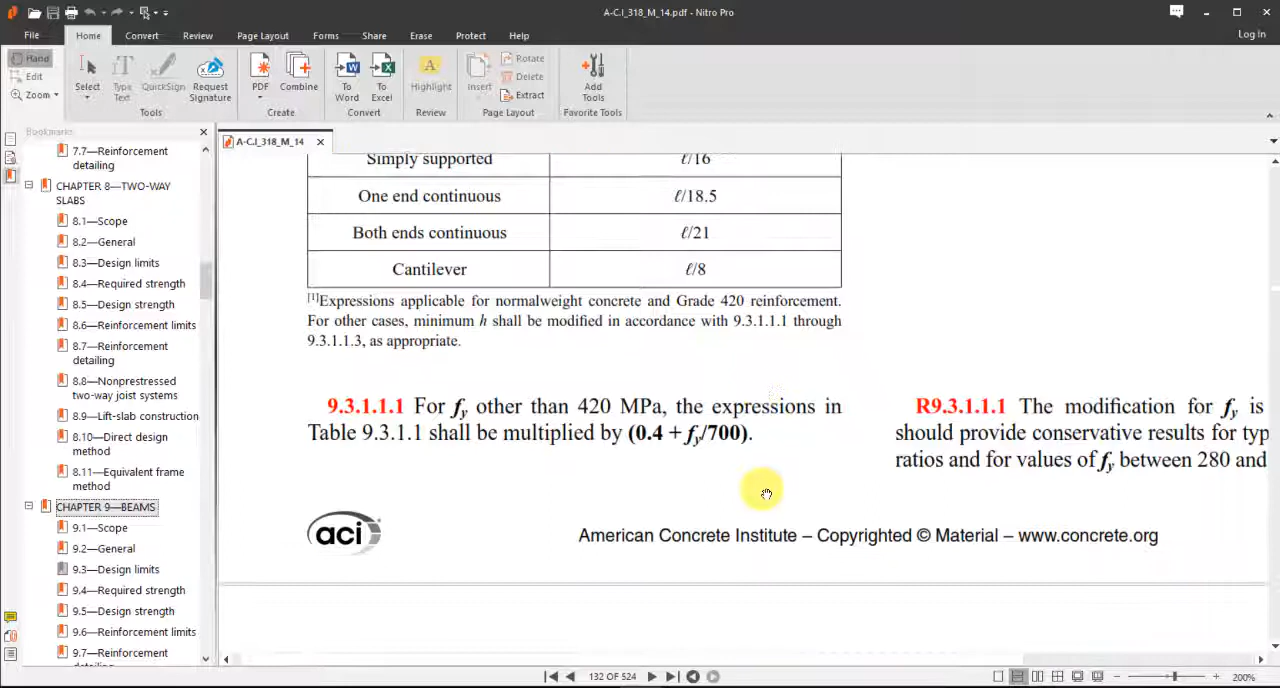 A-C.I_318_M_14.pdf - Nitro Pro
File Home Convert Review Page Layout Forms Share Erase Protect Help Log In
Hand
Edit
Zoom
Select
Type Text
QuickSign
Request Signature
Tools
PDF
Combine
Create
To Word
To Excel
Convert
Highlight
Review
Insert
Rotate
Delete
Extract
Page Layout
Add Tools
Favorite Tools
Bookmarks
A-C.I_318_M_14
7.7—Reinforcement
detailing
CHAPTER 8—TWO-WAY
SLABS
8.1—Scope
8.2—General
8.3—Design limits
8.4—Required strength
8.5—Design strength
8.6—Reinforcement limits
8.7—Reinforcement
detailing
8.8—Nonprestressed
two-way joist systems
8.9—Lift-slab construction
8.10—Direct design
method
8.11—Equivalent frame
method
CHAPTER 9—BEAMS
9.1—Scope
9.2—General
9.3—Design limits
9.4—Required strength
9.5—Design strength
9.6—Reinforcement limits
9.7—Reinforcement
detailing
Simply supported ℓ/16
One end continuous ℓ/18.5
Both ends continuous ℓ/21
Cantilever ℓ/8
[1]Expressions applicable for normalweight concrete and Grade 420 reinforcement.
For other cases, minimum h shall be modified in accordance with 9.3.1.1.1 through
9.3.1.1.3, as appropriate.
9.3.1.1.1 For fy other than 420 MPa, the expressions in
Table 9.3.1.1 shall be multiplied by (0.4 + fy/700).
R9.3.1.1.1 The modification for fy is
should provide conservative results for typ
ratios and for values of fy between 280 and
aci
American Concrete Institute – Copyrighted © Material – www.concrete.org
132 OF 524
200%